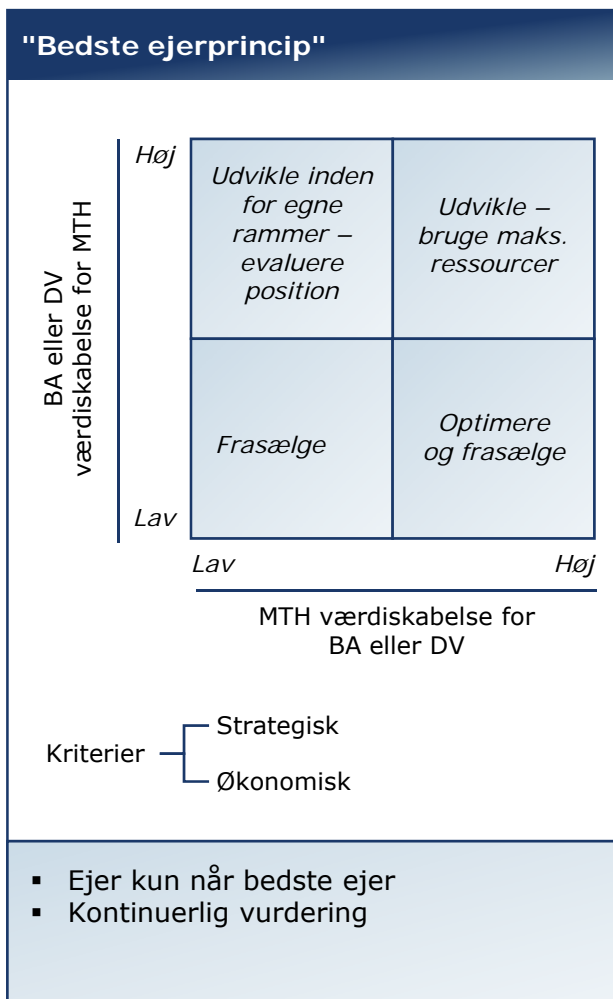 "Bedste ejerprincip"
BA eller DV
værdiskabelse for MTH
Høj
Lav
Udvikle inden
for egne
rammer –
evaluere
position
Udvikle –
bruge maks.
ressourcer
Frasælge
Optimere
og frasælge
Lav
Høj
MTH værdiskabelse for
BA eller DV
Kriterier
Strategisk
Økonomisk
▪ Ejer kun når bedste ejer
▪ Kontinuerlig vurdering